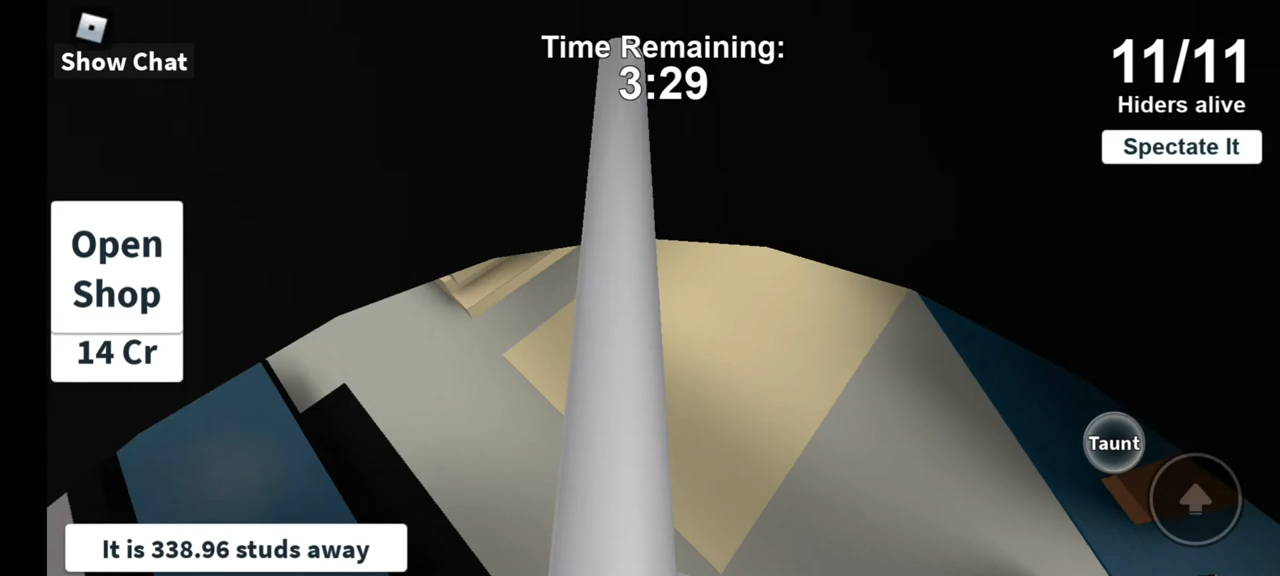 Show Chat
Time Remaining:
3:29
11/11
Hiders alive
Spectate It
Open
Shop
14 Cr
Taunt
It is 338.96 studs away